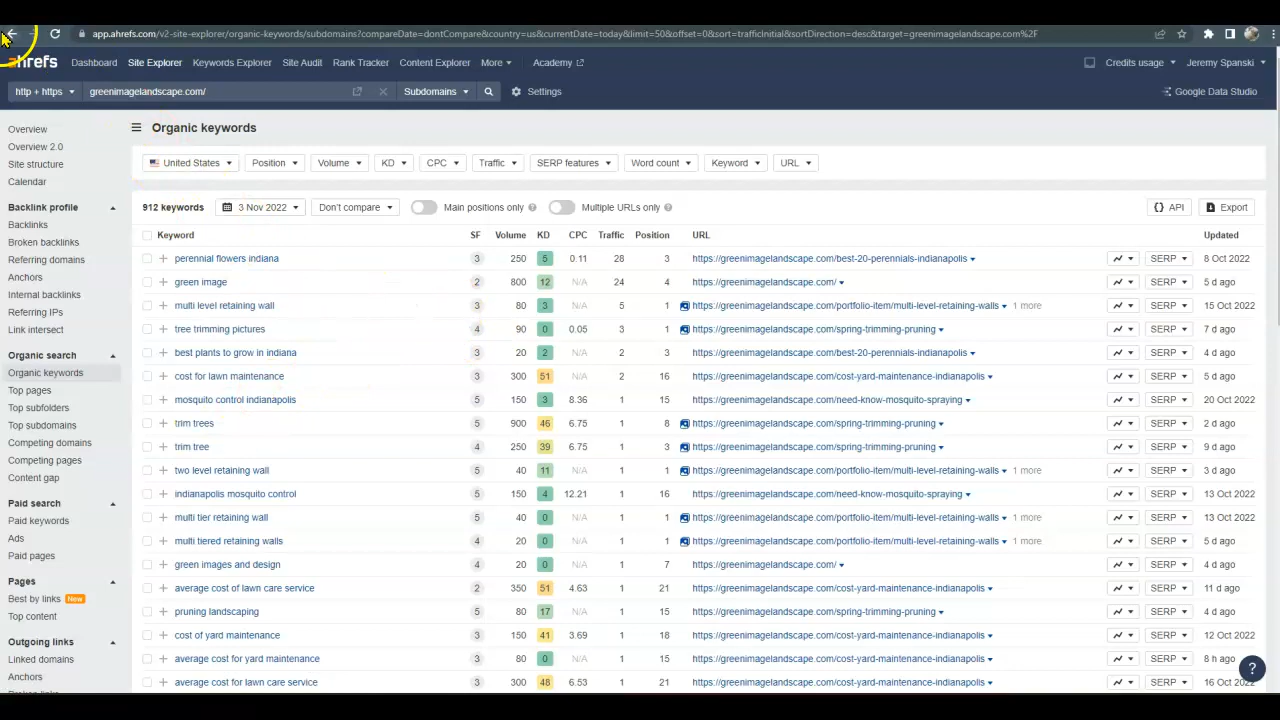 app.ahrefs.com/v2-site-explorer/organic-keywords/subdomains?compareDate=dontCompare&country=us&currentDate=today&limit=50&offset=0&sort=trafficInitial&sortDirection=desc&target=greenimagelandscape.com%2F
ahrefs Dashboard Site Explorer Keywords Explorer Site Audit Rank Tracker Content Explorer More Academy Credits usage Jeremy Spanski
http + https greenimagelandscape.com/ Subdomains Settings Google Data Studio
Overview
Overview 2.0
Site structure
Calendar
Backlink profile
Backlinks
Broken backlinks
Referring domains
Anchors
Internal backlinks
Referring IPs
Link intersect
Organic search
Organic keywords
Top pages
Top subfolders
Top subdomains
Competing domains
Competing pages
Content gap
Paid search
Paid keywords
Ads
Paid pages
Pages
Best by links New
Top content
Outgoing links
Linked domains
Anchors
Organic keywords
United States Position Volume KD CPC Traffic SERP features Word count Keyword URL
912 keywords 3 Nov 2022 Don't compare Main positions only ? Multiple URLs only ? {} API Export
Keyword SF Volume KD CPC Traffic Position URL Updated
+ perennial flowers indiana 3 250 5 0.11 28 3 https://greenimagelandscape.com/best-20-perennials-indianapolis SERP 8 Oct 2022
+ green image 2 800 12 N/A 24 4 https://greenimagelandscape.com/ SERP 5 d ago
+ multi level retaining wall 3 80 3 N/A 5 1 https://greenimagelandscape.com/portfolio-item/multi-level-retaining-walls 1 more SERP 15 Oct 2022
+ tree trimming pictures 4 90 0 0.05 3 1 https://greenimagelandscape.com/spring-trimming-pruning SERP 7 d ago
+ best plants to grow in indiana 3 20 2 N/A 2 3 https://greenimagelandscape.com/best-20-perennials-indianapolis SERP 4 d ago
+ cost for lawn maintenance 3 300 51 N/A 2 16 https://greenimagelandscape.com/cost-yard-maintenance-indianapolis SERP 5 d ago
+ mosquito control indianapolis 5 150 3 8.36 1 15 https://greenimagelandscape.com/need-know-mosquito-spraying SERP 20 Oct 2022
+ trim trees 5 900 46 6.75 1 8 https://greenimagelandscape.com/spring-trimming-pruning SERP 2 d ago
+ trim tree 4 250 39 6.75 1 3 https://greenimagelandscape.com/spring-trimming-pruning SERP 9 d ago
+ two level retaining wall 5 40 11 N/A 1 1 https://greenimagelandscape.com/portfolio-item/multi-level-retaining-walls 1 more SERP 3 d ago
+ indianapolis mosquito control 5 150 4 12.21 1 16 https://greenimagelandscape.com/need-know-mosquito-spraying SERP 13 Oct 2022
+ multi tier retaining wall 5 40 0 N/A 1 1 https://greenimagelandscape.com/portfolio-item/multi-level-retaining-walls 1 more SERP 13 Oct 2022
+ multi tiered retaining walls 4 20 0 N/A 1 1 https://greenimagelandscape.com/portfolio-item/multi-level-retaining-walls 1 more SERP 5 d ago
+ green images and design 4 20 0 N/A 1 7 https://greenimagelandscape.com/ SERP 4 d ago
+ average cost of lawn care service 2 350 51 4.63 1 21 https://greenimagelandscape.com/cost-yard-maintenance-indianapolis SERP 11 d ago
+ pruning landscaping 5 80 17 N/A 1 15 https://greenimagelandscape.com/spring-trimming-pruning SERP 4 d ago
+ cost of yard maintenance 3 150 41 3.69 1 18 https://greenimagelandscape.com/cost-yard-maintenance-indianapolis SERP 12 Oct 2022
+ average cost for yard maintenance 3 80 0 N/A 1 15 https://greenimagelandscape.com/cost-yard-maintenance-indianapolis SERP 8 h ago
+ average cost for lawn care service 3 300 48 6.53 1 21 https://greenimagelandscape.com/cost-yard-maintenance-indianapolis SERP 16 Oct 2022
?